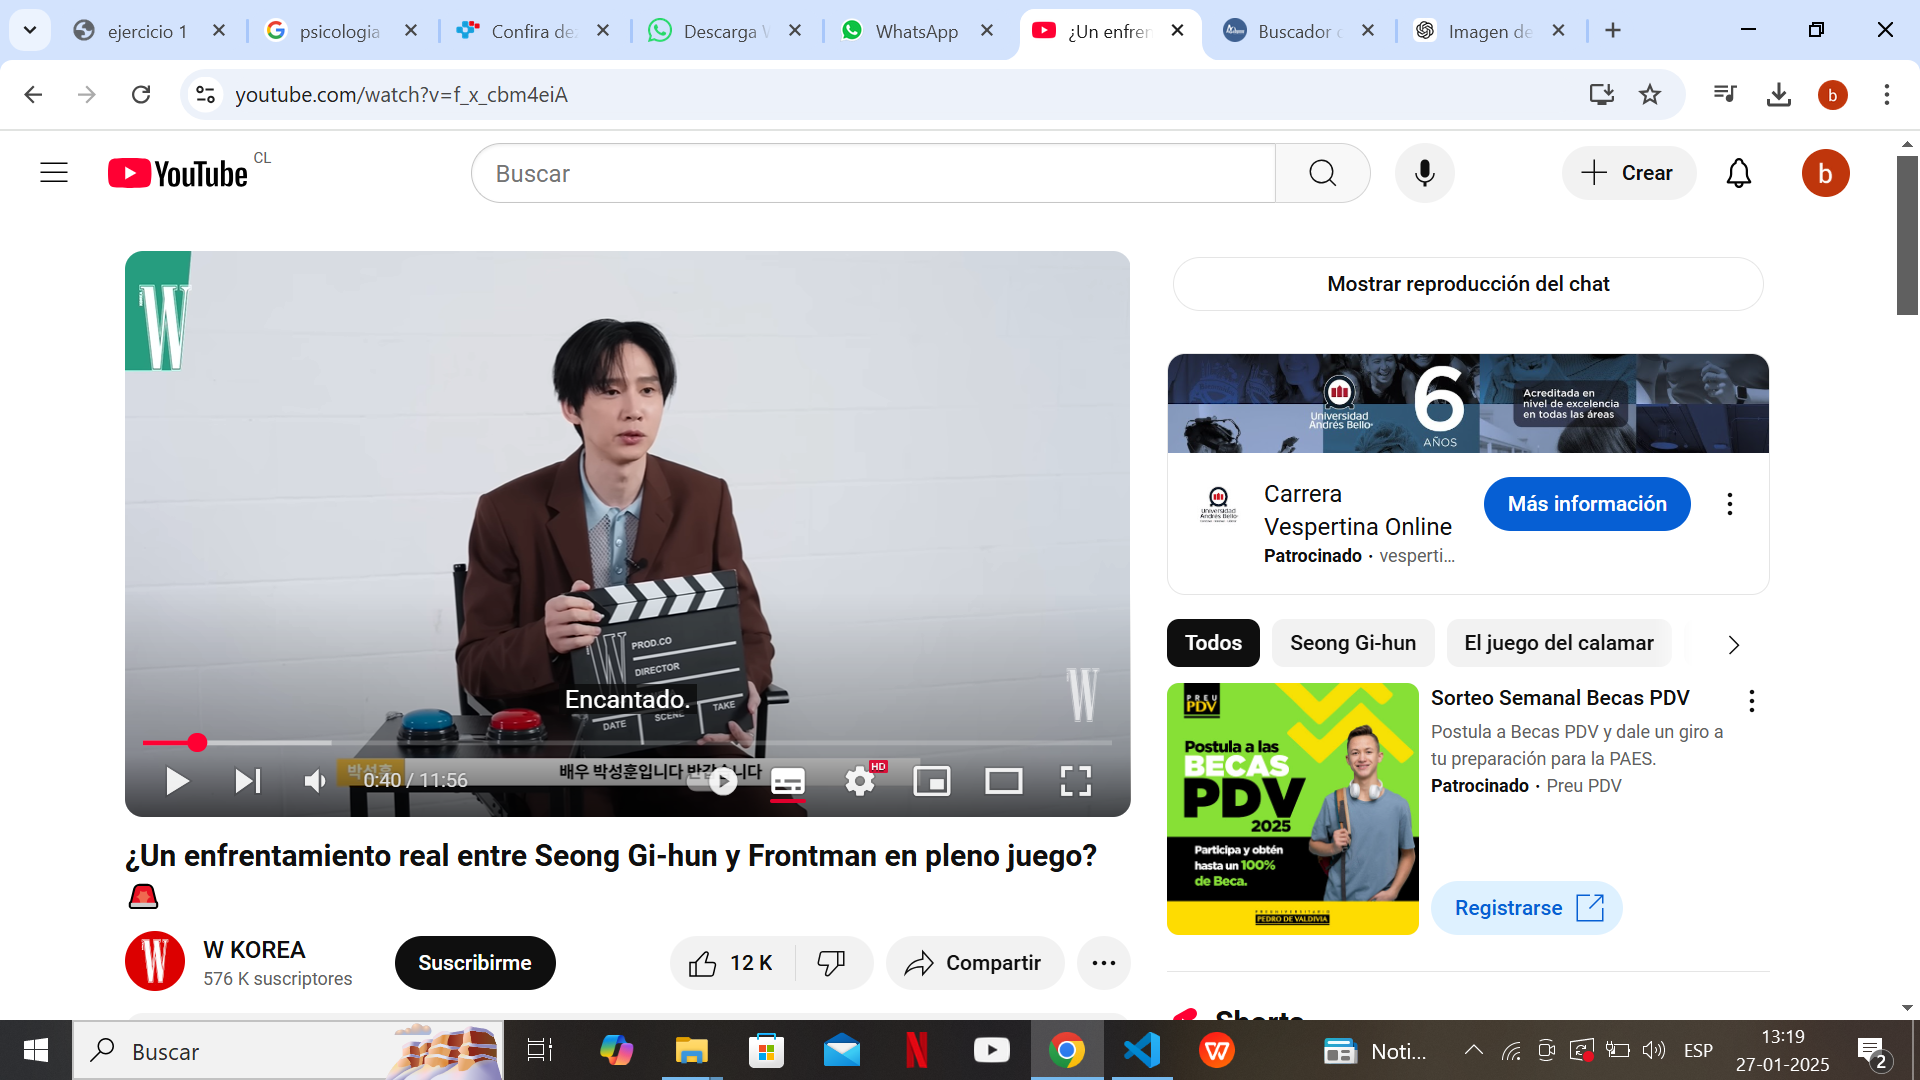 ejercicio 1
psicologia
Confira de
Descarga
WhatsApp
¿Un enfren
Buscador
Imagen de
youtube.com/watch?v=f_x_cbm4eiA
b
YouTube
CL
Buscar
Crear
b
W
PROD.CO
DIRECTOR
DATE
SCENE
TAKE
W
W
Encantado.
박성훈
배우 박성훈입니다 반갑습니다
0:40 / 11:56
HD
¿Un enfrentamiento real entre Seong Gi-hun y Frontman en pleno juego?
W
W KOREA
576 K suscriptores
Suscribirme
12 K
Compartir
Mostrar reproducción del chat
Universidad
Andrés Bello
6
AÑOS
Acreditada en
nivel de excelencia
en todas las áreas
Universidad
Andrés Bello
Carrera
Vespertina Online
Patrocinado · vesperti...
Más información
Todos
Seong Gi-hun
El juego del calamar
PREU
PDV
Postula a las
BECAS
PDV
2025
Participa y obtén
hasta un 100%
de Beca.
PREUNIVERSITARIO
PEDRO DE VALDIVIA
Sorteo Semanal Becas PDV
Postula a Becas PDV y dale un giro a
tu preparación para la PAES.
Patrocinado · Preu PDV
Registrarse
Shorts
Buscar
Noti...
ESP
13:19
27-01-2025
2